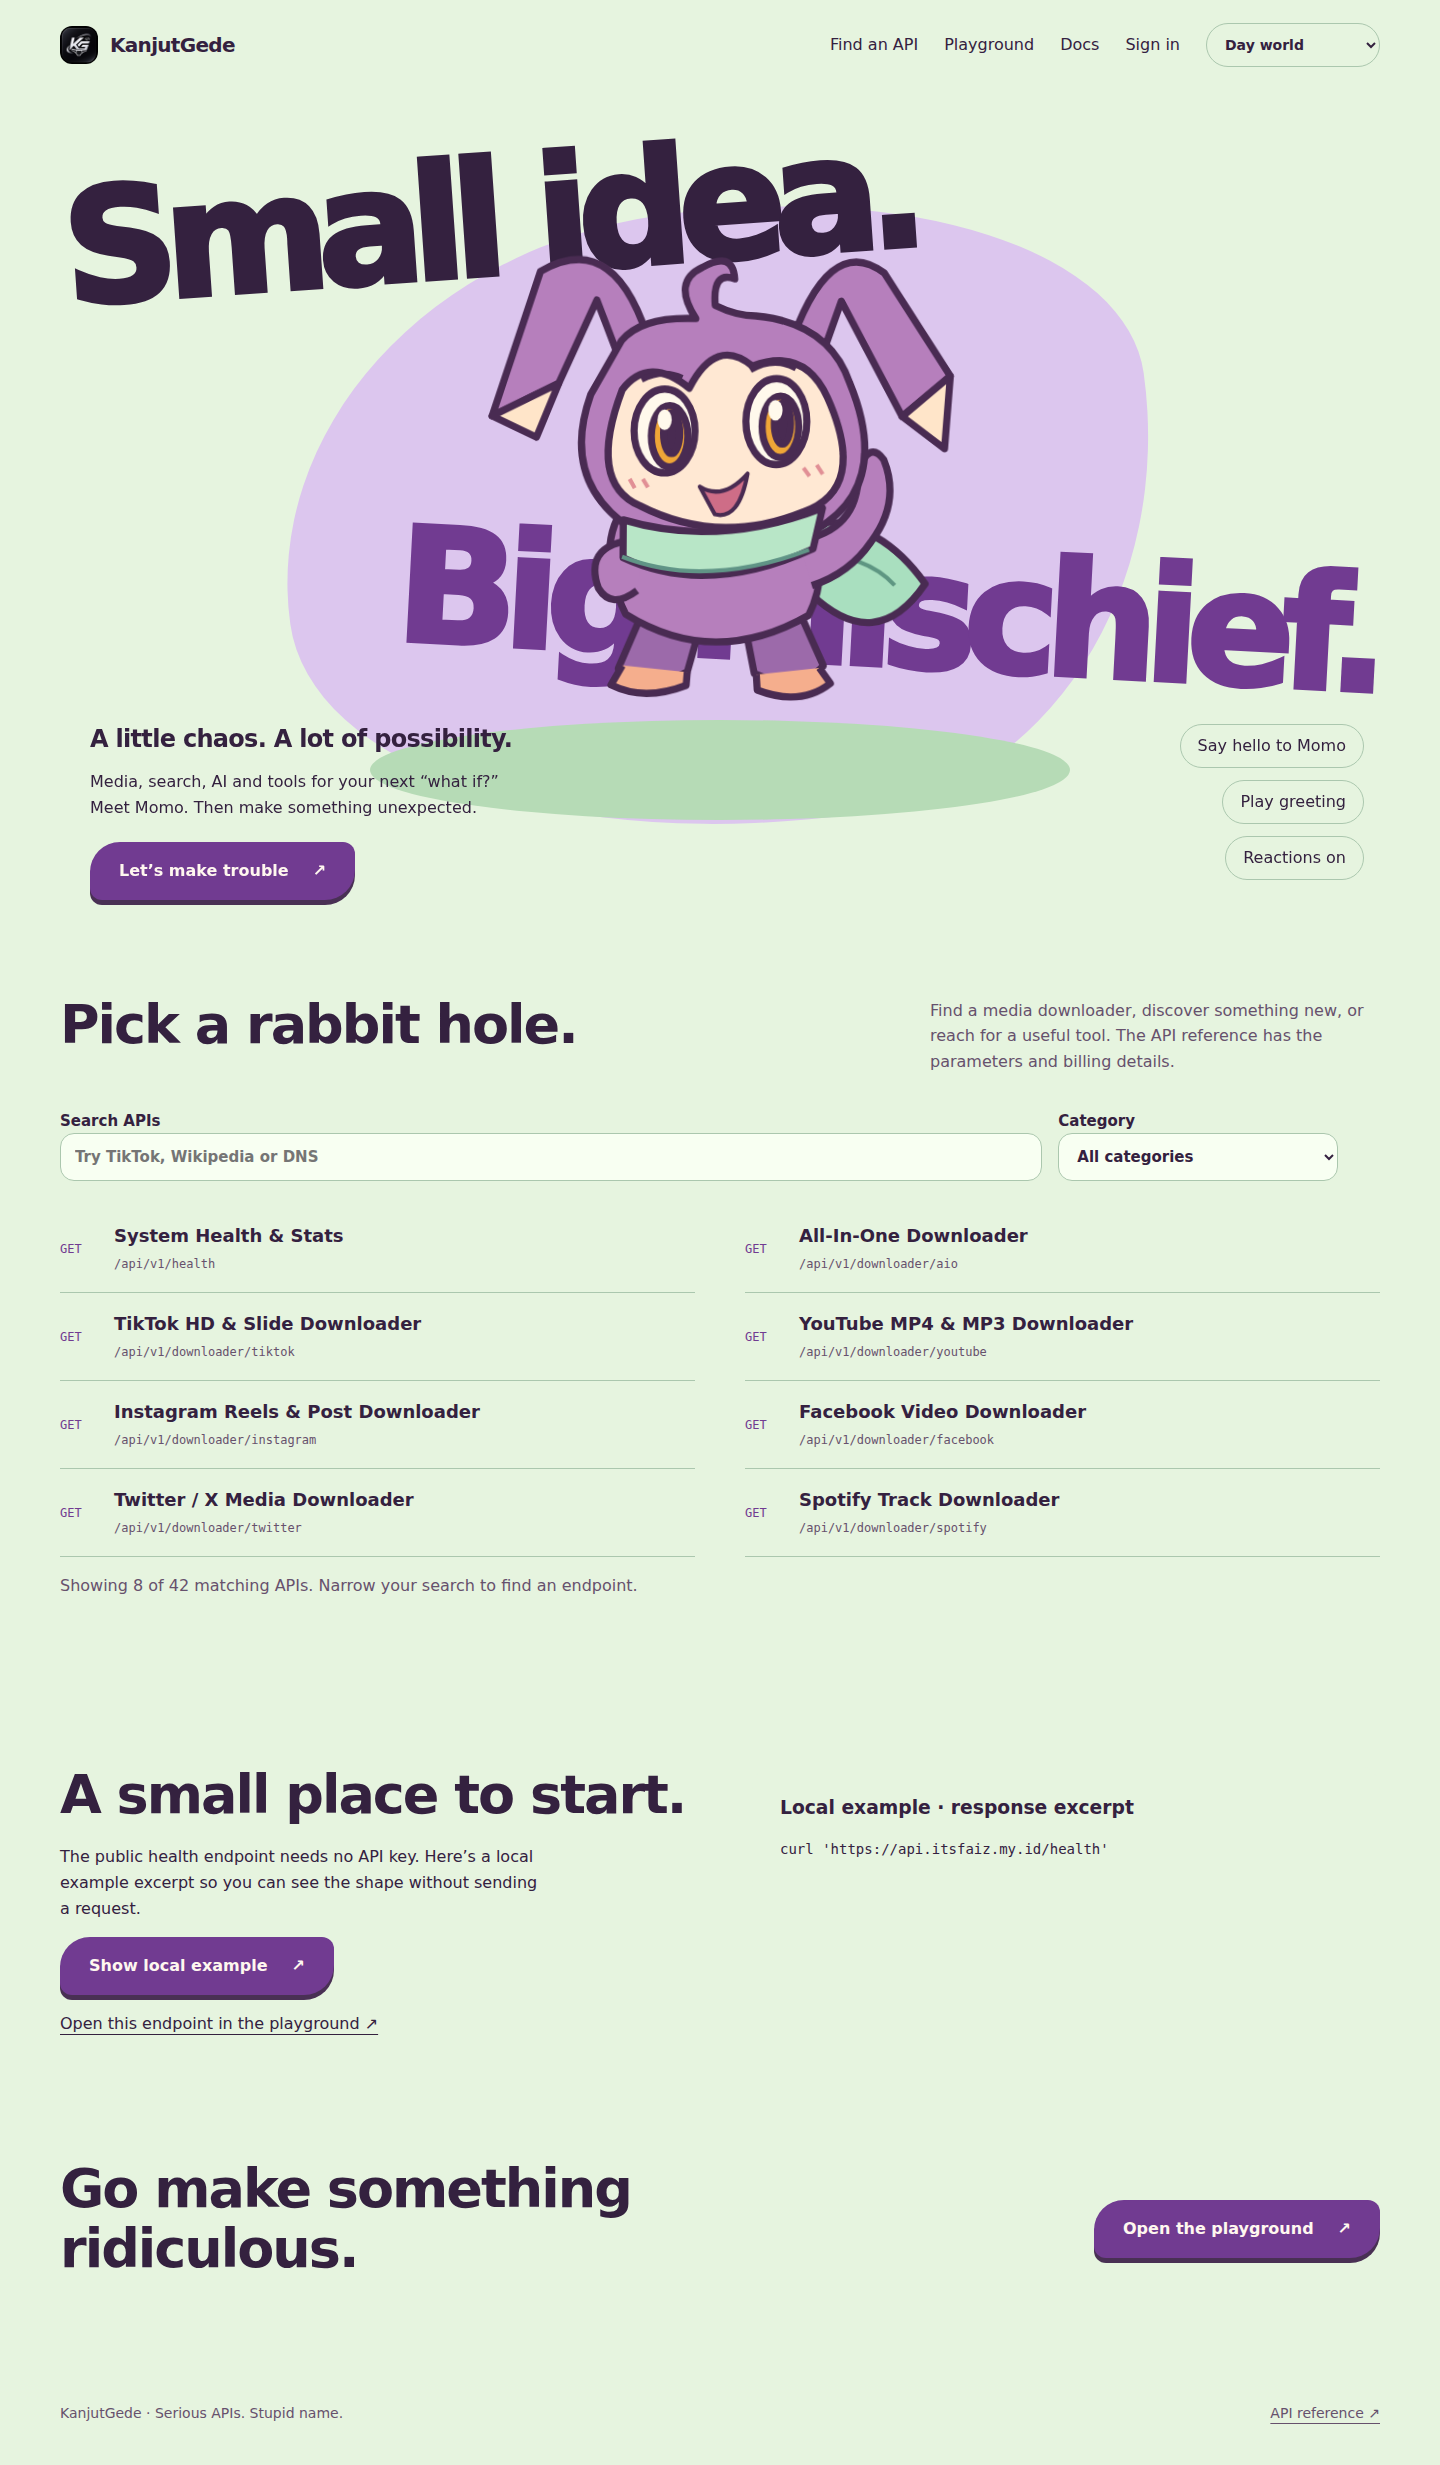 KanjutGede
Find an API
Playground
Docs
Sign in
Day world
Small idea.
Big mischief.
A little chaos. A lot of possibility.
Media, search, AI and tools for your next “what if?”
Meet Momo. Then make something unexpected.
Let’s make trouble ↗
Say hello to Momo
Play greeting
Reactions on
Pick a rabbit hole.
Find a media downloader, discover something new, or
reach for a useful tool. The API reference has the
parameters and billing details.
Search APIs
Try TikTok, Wikipedia or DNS
Category
All categories
GET
System Health & Stats
/api/v1/health
GET
All-In-One Downloader
/api/v1/downloader/aio
GET
TikTok HD & Slide Downloader
/api/v1/downloader/tiktok
GET
YouTube MP4 & MP3 Downloader
/api/v1/downloader/youtube
GET
Instagram Reels & Post Downloader
/api/v1/downloader/instagram
GET
Facebook Video Downloader
/api/v1/downloader/facebook
GET
Twitter / X Media Downloader
/api/v1/downloader/twitter
GET
Spotify Track Downloader
/api/v1/downloader/spotify
Showing 8 of 42 matching APIs. Narrow your search to find an endpoint.
A small place to start.
The public health endpoint needs no API key. Here’s a local
example excerpt so you can see the shape without sending
a request.
Show local example ↗
Open this endpoint in the playground ↗
Local example · response excerpt
curl 'https://api.itsfaiz.my.id/health'
Go make something
ridiculous.
Open the playground ↗
KanjutGede · Serious APIs. Stupid name.
API reference ↗